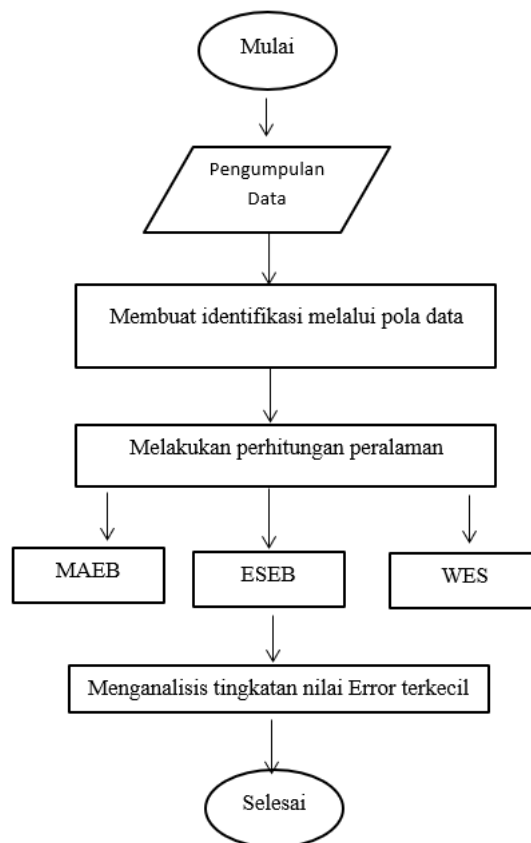 Mulai
Pengumpulan
Data
Membuat identifikasi melalui pola data
Melakukan perhitungan peralaman
MAEB
ESEB
WES
Menganalisis tingkatan nilai Error terkecil
Selesai